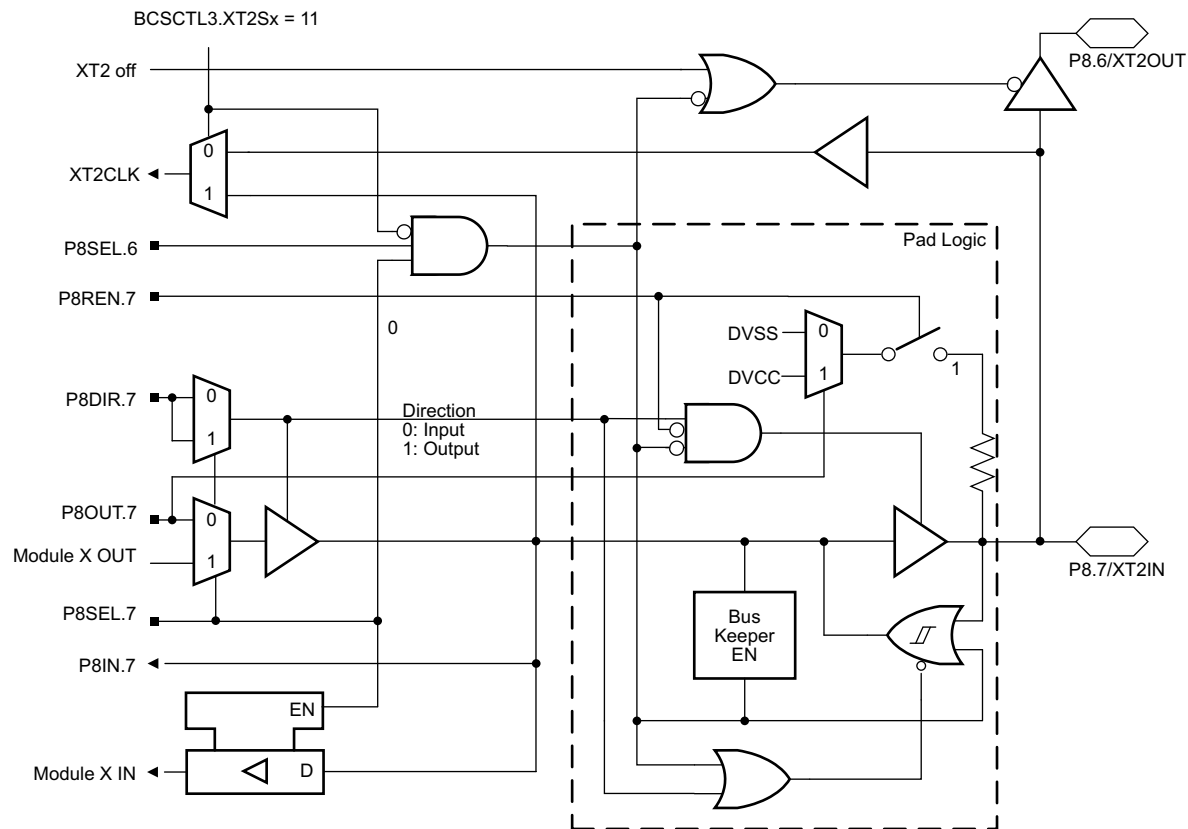 BCSCTL3.XT2Sx = 11
XT2 off
P8.6/XT2OUT
0
XT2CLK
1
P8SEL.6
Pad Logic
P8REN.7
0
DVSS
0
DVCC
1
1
P8DIR.7
0
1
Direction
0: Input
1: Output
P8OUT.7
0
Module X OUT
1
P8.7/XT2IN
P8SEL.7
Bus
Keeper
EN
P8IN.7
EN
Module X IN
D